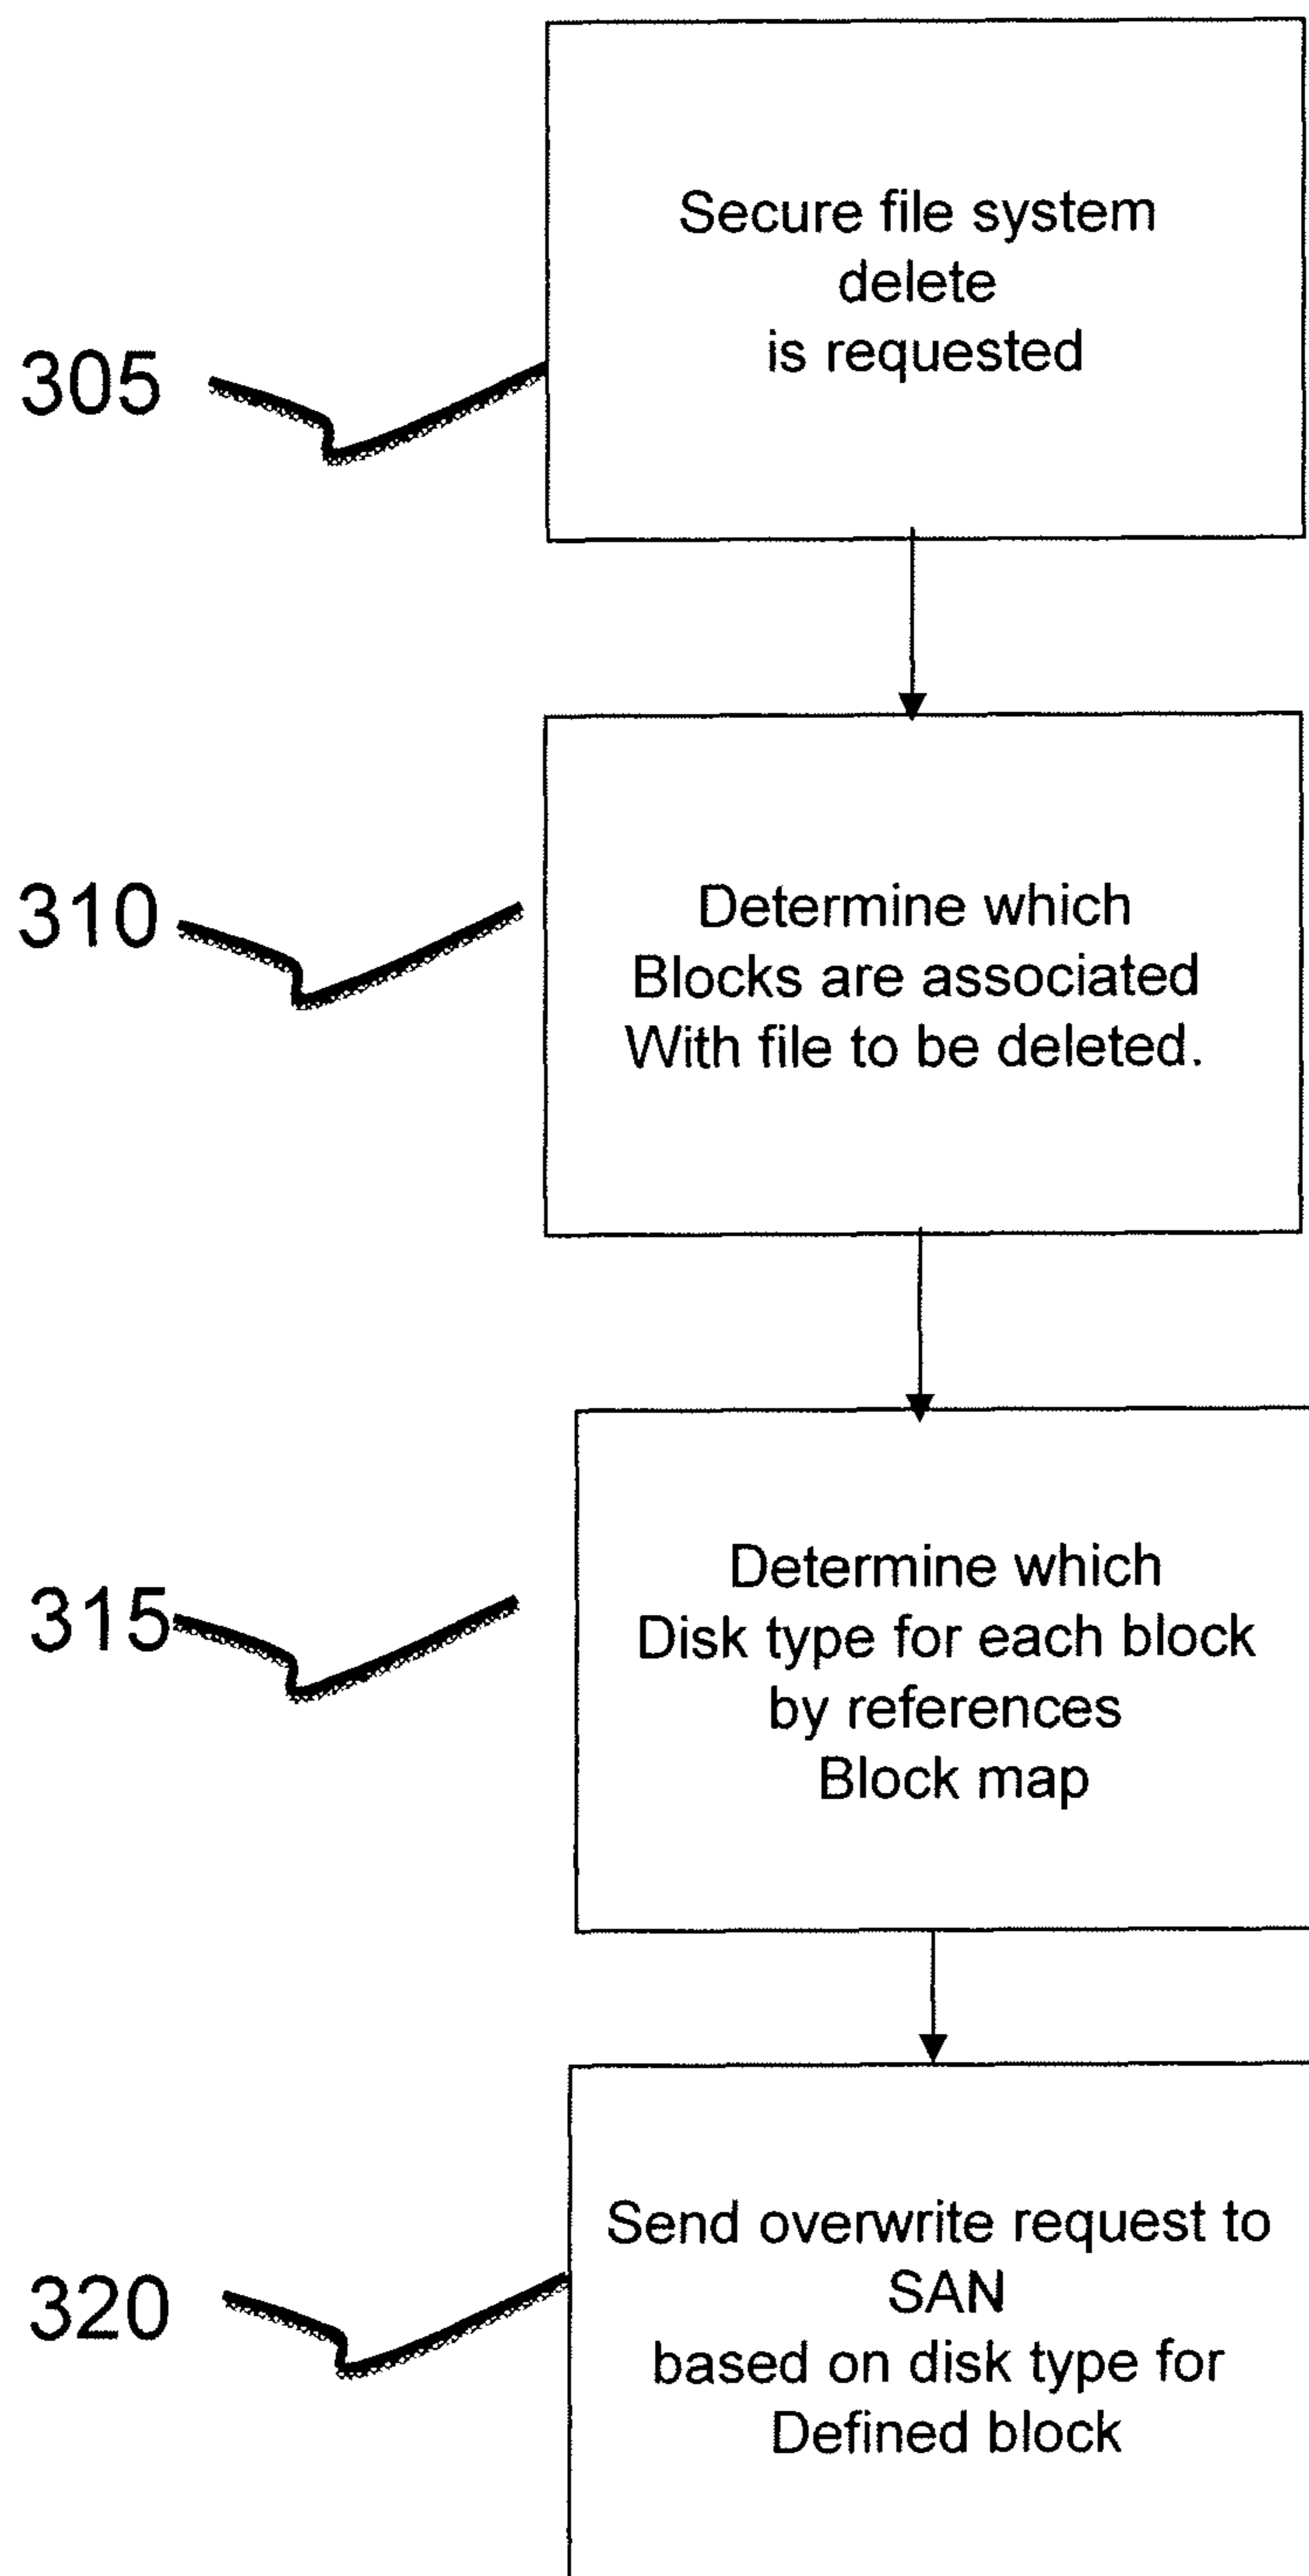 Secure file system
delete
is requested
305
Determine which
Blocks are associated
With file to be deleted.
310
Determine which
Disk type for each block
by references
Block map
315
Send overwrite request to
SAN
based on disk type for
Defined block
320